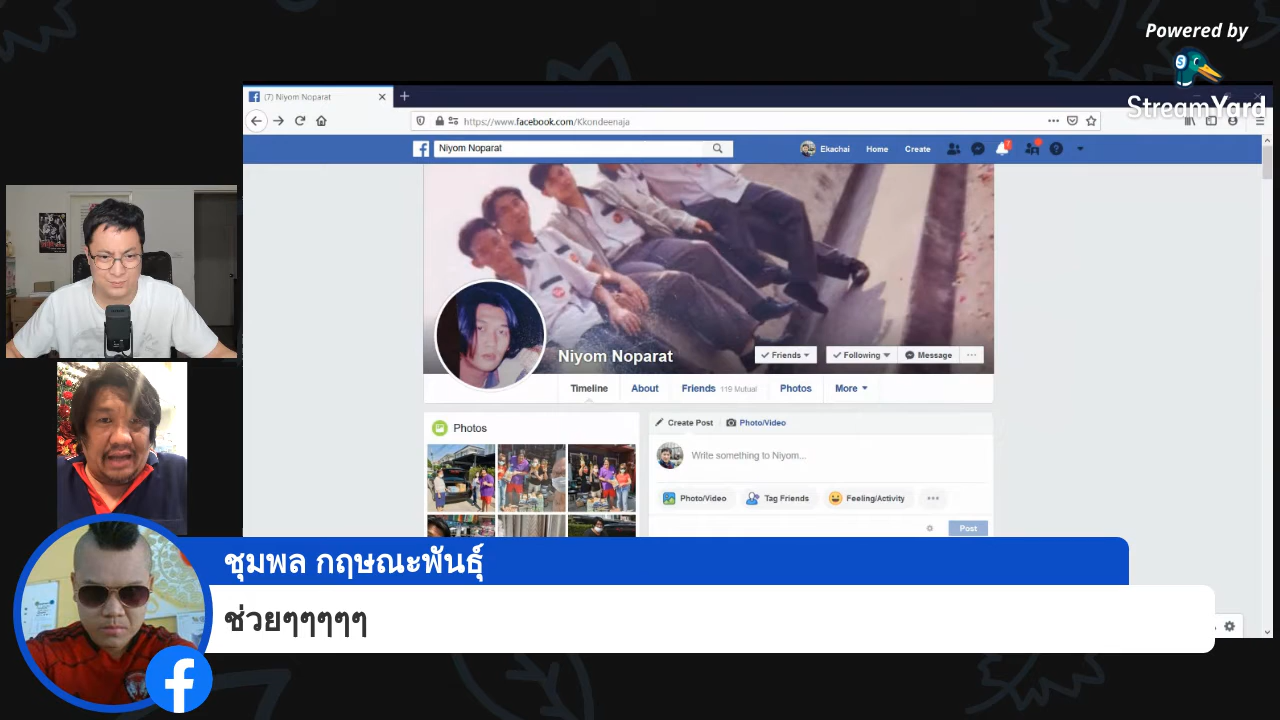 Powered by
StreamYard
(7) Niyom Noparat
https://www.facebook.com/Kkondeenaja
Niyom Noparat
Ekachai
Home
Create
Niyom Noparat
Friends
Following
Message
Timeline
About
Friends 119 Mutual
Photos
More
Photos
Create Post
Photo/Video
Write something to Niyom...
Photo/Video
Tag Friends
Feeling/Activity
Post
ชุมพล กฤษณะพันธุ์
ช่วยๆๆๆๆๆ